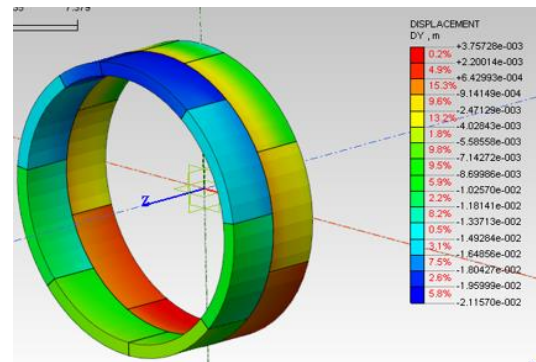 7.379
DISPLACEMENT
DY , m
+3.75728e-003
0.2%
+2.20014e-003
4.9%
+6.42993e-004
15.3%
-9.14149e-004
9.6%
-2.47129e-003
13.2%
-4.02843e-003
1.8%
-5.58558e-003
9.8%
-7.14272e-003
9.5%
-8.69986e-003
5.9%
-1.02570e-002
2.2%
-1.18141e-002
8.2%
-1.33713e-002
0.5%
-1.49284e-002
3.1%
-1.64856e-002
7.5%
-1.80427e-002
2.6%
-1.95999e-002
5.8%
-2.11570e-002
Z